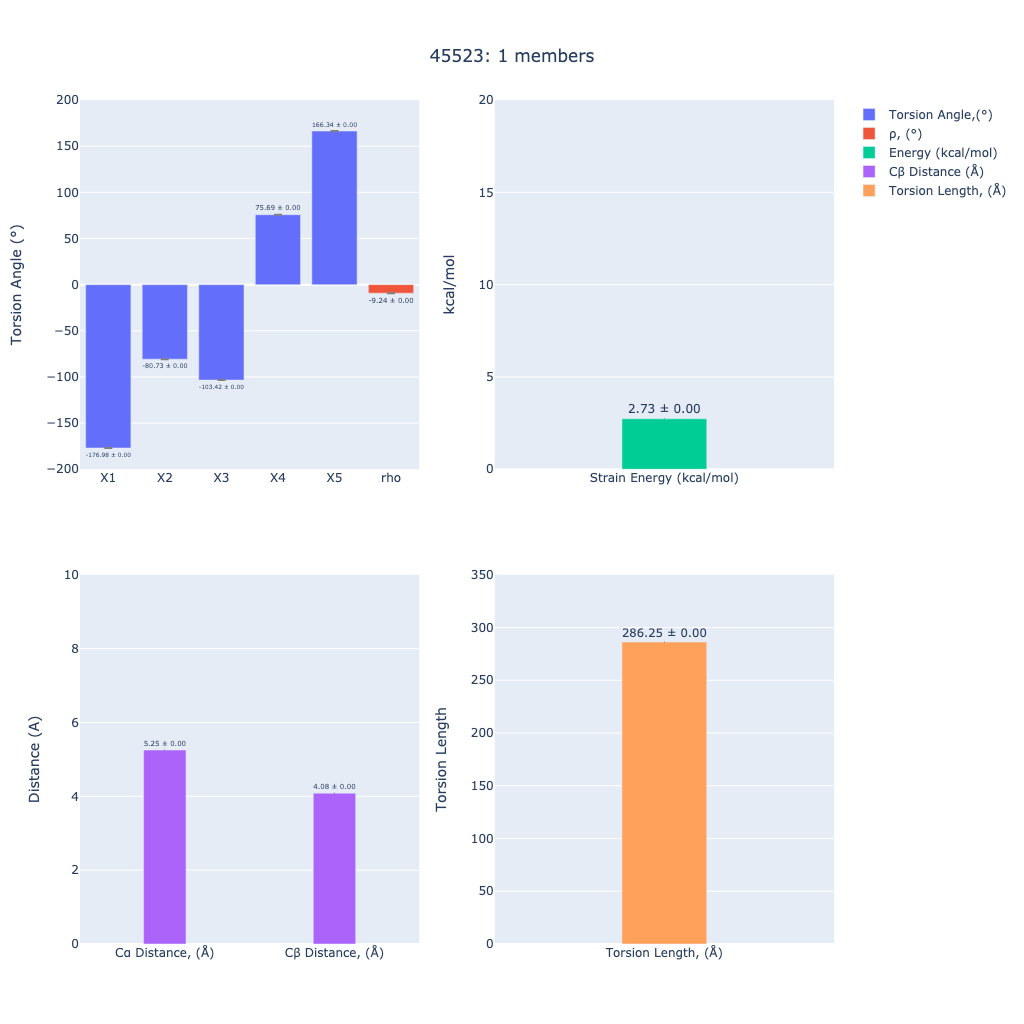 45523: 1 members
Torsion Angle (°)
200
150
100
50
0
−50
−100
−150
−200
-176.98 ± 0.00
-80.73 ± 0.00
-103.42 ± 0.00
75.69 ± 0.00
166.34 ± 0.00
-9.24 ± 0.00
X1 X2 X3 X4 X5 rho
kcal/mol
20
15
10
5
0
2.73 ± 0.00
Strain Energy (kcal/mol)
Torsion Angle,(°)
ρ, (°)
Energy (kcal/mol)
Cβ Distance (Å)
Torsion Length, (Å)
Distance (A)
10
8
6
4
2
0
5.25 ± 0.00
4.08 ± 0.00
Cα Distance, (Å) Cβ Distance, (Å)
Torsion Length
350
300
250
200
150
100
50
0
286.25 ± 0.00
Torsion Length, (Å)